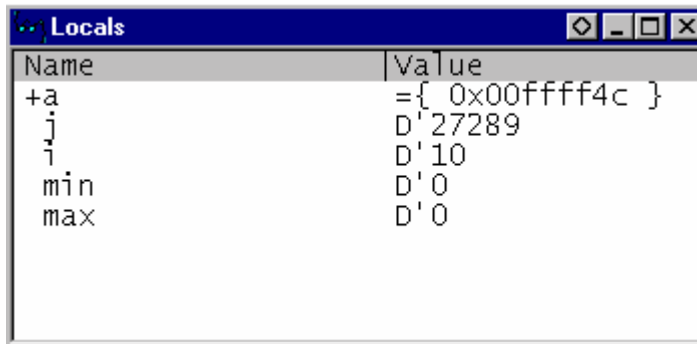 Locals
Name Value
+a ={ 0x00ffff4c }
j D'27289
i D'10
min D'0
max D'0